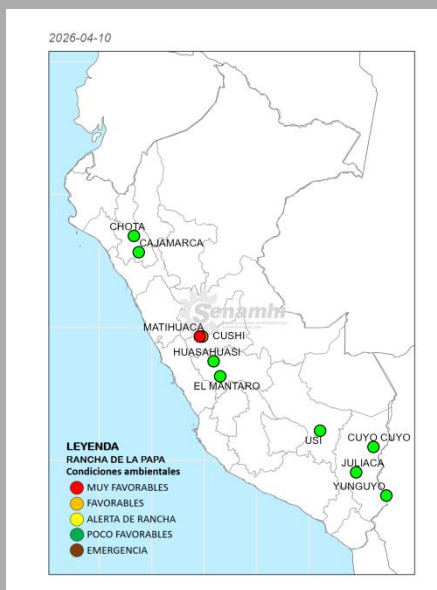 2026-04-10
CHOTA
CAJAMARCA
Senamhi
MATIHUACA
CUSHI
HUASAHUASI
EL MANTARO
USI
CUYO CUYO
JULIACA
YUNGUYO
LEYENDA
RANCHA DE LA PAPA
Condiciones ambientales
MUY FAVORABLES
FAVORABLES
ALERTA DE RANCHA
POCO FAVORABLES
EMERGENCIA